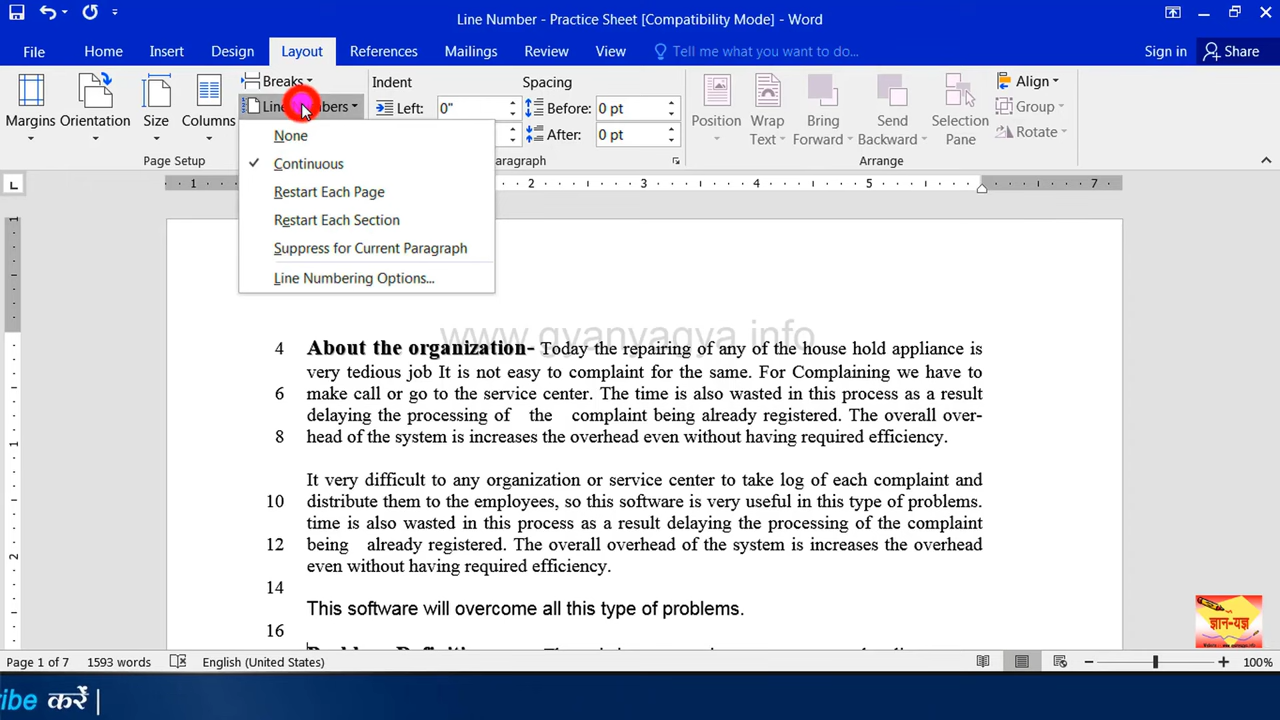 Line Number - Practice Sheet [Compatibility Mode] - Word
File Home Insert Design Layout References Mailings Review View Tell me what you want to do... Sign in Share
Breaks Indent Spacing Align
Left: 0" Before: 0 pt Group
After: 0 pt Rotate
Margins Orientation Size Columns Position Wrap Text Bring Forward Send Backward Selection Pane
Page Setup Arrange
None
Continuous
Restart Each Page
Restart Each Section
Suppress for Current Paragraph
Line Numbering Options...
1 2 3 4 5 7
www.gyanyagya.info
4 About the organization- Today the repairing of any of the house hold appliance is
very tedious job It is not easy to complaint for the same. For Complaining we have to
6 make call or go to the service center. The time is also wasted in this process as a result
delaying the processing of the complaint being already registered. The overall over-
8 head of the system is increases the overhead even without having required efficiency.
It very difficult to any organization or service center to take log of each complaint and
10 distribute them to the employees, so this software is very useful in this type of problems.
time is also wasted in this process as a result delaying the processing of the complaint
12 being already registered. The overall overhead of the system is increases the overhead
even without having required efficiency.
14
This software will overcome all this type of problems.
16
ज्ञान-यज्ञ
Page 1 of 7 1593 words English (United States) 100%
ribe करें